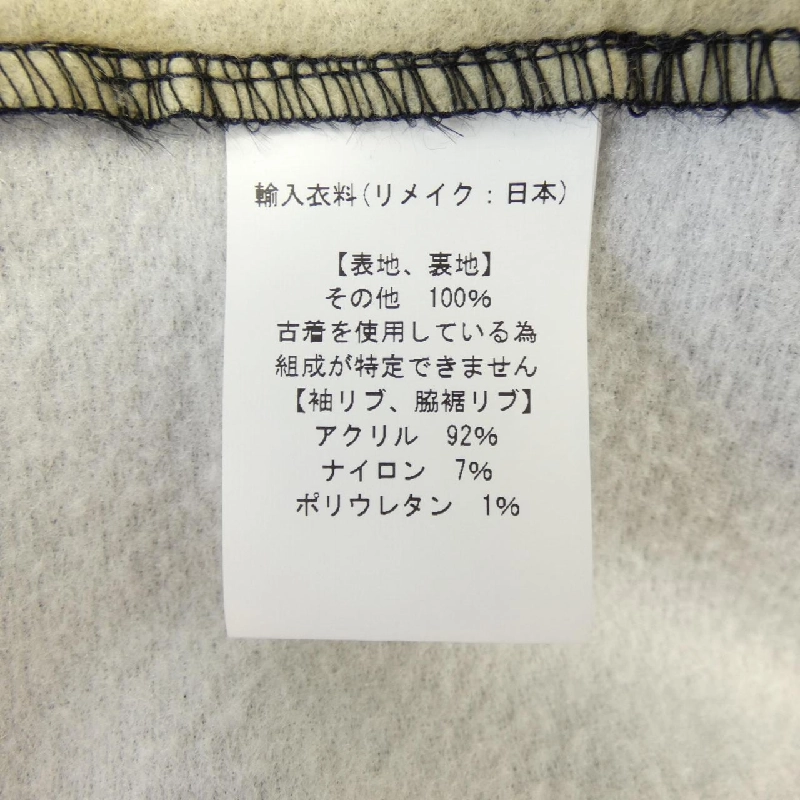 輸入衣料(リメイク：日本)
【表地、裏地】
その他　100%
古着を使用している為
組成が特定できません
【袖リブ、脇裾リブ】
アクリル　92%
ナイロン　7%
ポリウレタン　1%